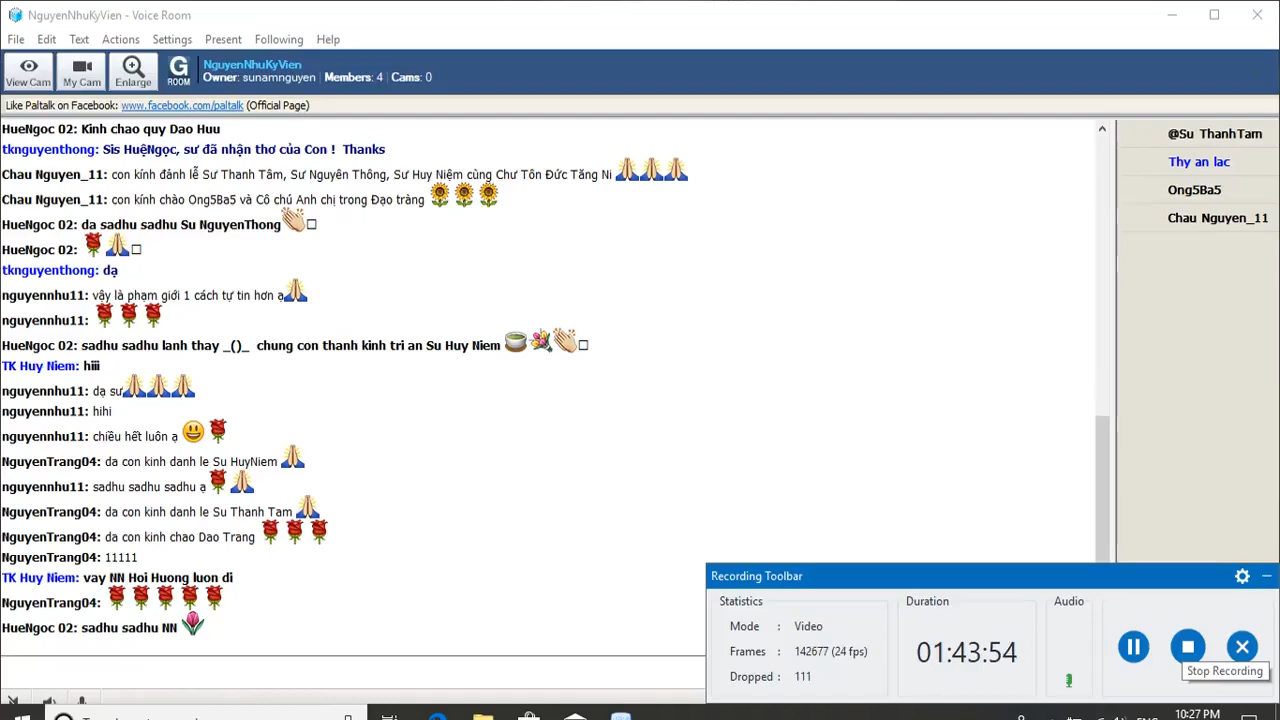 NguyenNhuKyVien - Voice Room
File Edit Text Actions Settings Present Following Help
View Cam My Cam Enlarge G ROOM
NguyenNhuKyVien
Owner: sunamnguyen Members: 4 Cams: 0
Like Paltalk on Facebook: www.facebook.com/paltalk (Official Page)
HueNgoc 02: Kinh chao quy Dao Huu
tknguyenthong: Sis HuệNgọc, sư đã nhận thơ của Con ! Thanks
Chau Nguyen_11: con kính đảnh lễ Sư Thanh Tâm, Sư Nguyên Thông, Sư Huy Niệm cùng Chư Tôn Đức Tăng Ni 🙏🙏🙏
Chau Nguyen_11: con kính chào Ong5Ba5 và Cô chú Anh chị trong Đạo tràng 🌻🌻🌻
HueNgoc 02: da sadhu sadhu Su NguyenThong 👏□
HueNgoc 02: 🌹🙏□
tknguyenthong: dạ
nguyennhu11: vậy là phạm giới 1 cách tự tin hơn ạ🙏
nguyennhu11: 🌹🌹🌹
HueNgoc 02: sadhu sadhu lanh thay _()_ chung con thanh kinh tri an Su Huy Niem 🍵💐👏□
TK Huy Niem: hiii
nguyennhu11: dạ sư🙏🙏🙏
nguyennhu11: hihi
nguyennhu11: chiều hết luôn ạ 😃🌹
NguyenTrang04: da con kinh danh le Su HuyNiem 🙏
nguyennhu11: sadhu sadhu sadhu ạ 🌹🙏
NguyenTrang04: da con kinh danh le Su Thanh Tam 🙏
NguyenTrang04: da con kinh chao Dao Trang 🌹🌹🌹
NguyenTrang04: 11111
TK Huy Niem: vay NN Hoi Huong luon di
NguyenTrang04: 🌹🌹🌹🌹🌹
HueNgoc 02: sadhu sadhu NN 🌷
@Su ThanhTam
Thy an lac
Ong5Ba5
Chau Nguyen_11
Recording Toolbar
Statistics Duration Audio
Mode : Video
Frames : 142677 (24 fps)
Dropped : 111
01:43:54
Stop Recording
10:27 PM